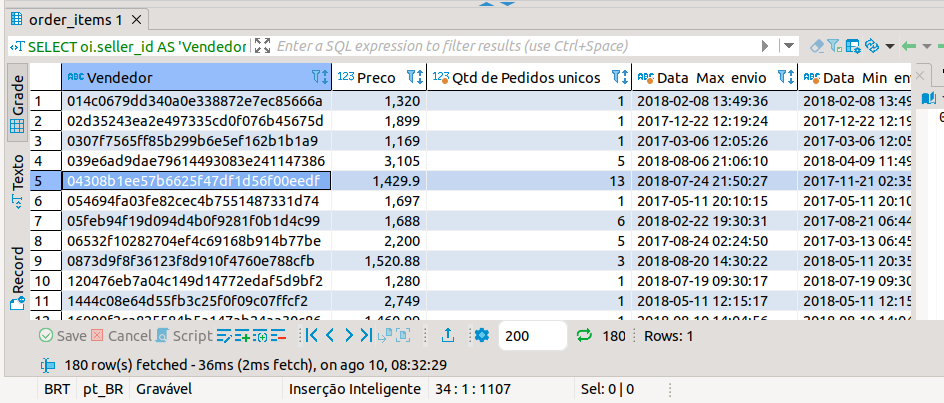 order_items 1
SELECT oi.seller_id AS 'Vendedor Enter a SQL expression to filter results (use Ctrl+Space)
Grade
Texto
Record
ABC Vendedor 123 Preco 123 Qtd de Pedidos unicos ABC Data_Max_envio ABC Data_Min_env
1 014c0679dd340a0e338872e7ec85666a 1,320 1 2018-02-08 13:49:36 2018-02-08 13:49
2 02d35243ea2e497335cd0f076b45675d 1,899 1 2017-12-22 12:19:24 2017-12-22 12:19
3 0307f7565ff85b299b6e5ef162b1b1a9 1,169 1 2017-03-06 12:05:26 2017-03-06 12:05
4 039e6ad9dae79614493083e241147386 3,105 5 2018-08-06 21:06:10 2018-04-09 11:49
5 04308b1ee57b6625f47df1d56f00eedf 1,429.9 13 2018-07-24 21:50:27 2017-11-21 02:35
6 054694fa03fe82cec4b7551487331d74 1,697 1 2017-05-11 20:10:15 2017-05-11 20:10
7 05feb94f19d094d4b0f9281f0b1d4c99 1,688 6 2018-02-22 19:30:31 2017-08-21 06:44
8 06532f10282704ef4c69168b914b77be 2,200 5 2017-08-24 02:24:50 2017-03-13 06:45
9 0873d9f8f36123f8d910f4760e788cfb 1,520.88 3 2018-08-20 14:30:22 2018-05-11 20:35
10 120476eb7a04c149d14772edaf5d9bf2 1,280 1 2018-07-19 09:30:17 2018-07-19 09:30
11 1444c08e64d55fb3c25f0f09c07ffcf2 2,749 1 2018-05-11 12:15:17 2018-05-11 12:15
12
Save Cancel Script 200 180 Rows: 1
180 row(s) fetched - 36ms (2ms fetch), on ago 10, 08:32:29
BRT pt_BR Gravável Inserção Inteligente 34 : 1 : 1107 Sel: 0 | 0